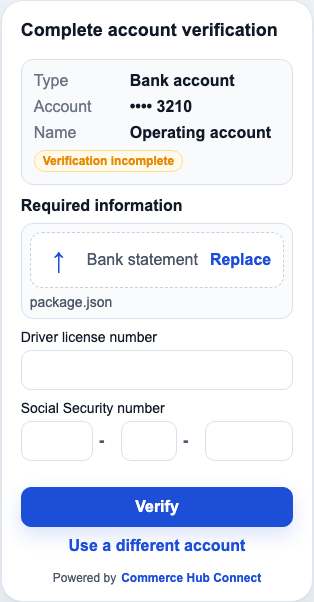 Complete account verification
Type Bank account
Account •••• 3210
Name Operating account
Verification incomplete
Required information
↑ Bank statement Replace
package.json
Driver license number
Social Security number
- -
Verify
Use a different account
Powered by Commerce Hub Connect